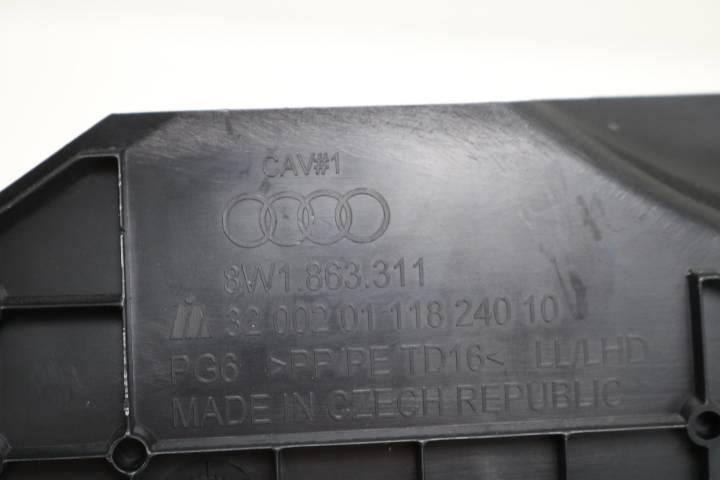 CAV#1
8W1.863.311
32 002 01 118 240 10
PG6 >PP/PE TD16< LL/LHD
MADE IN CZECH REPUBLIC